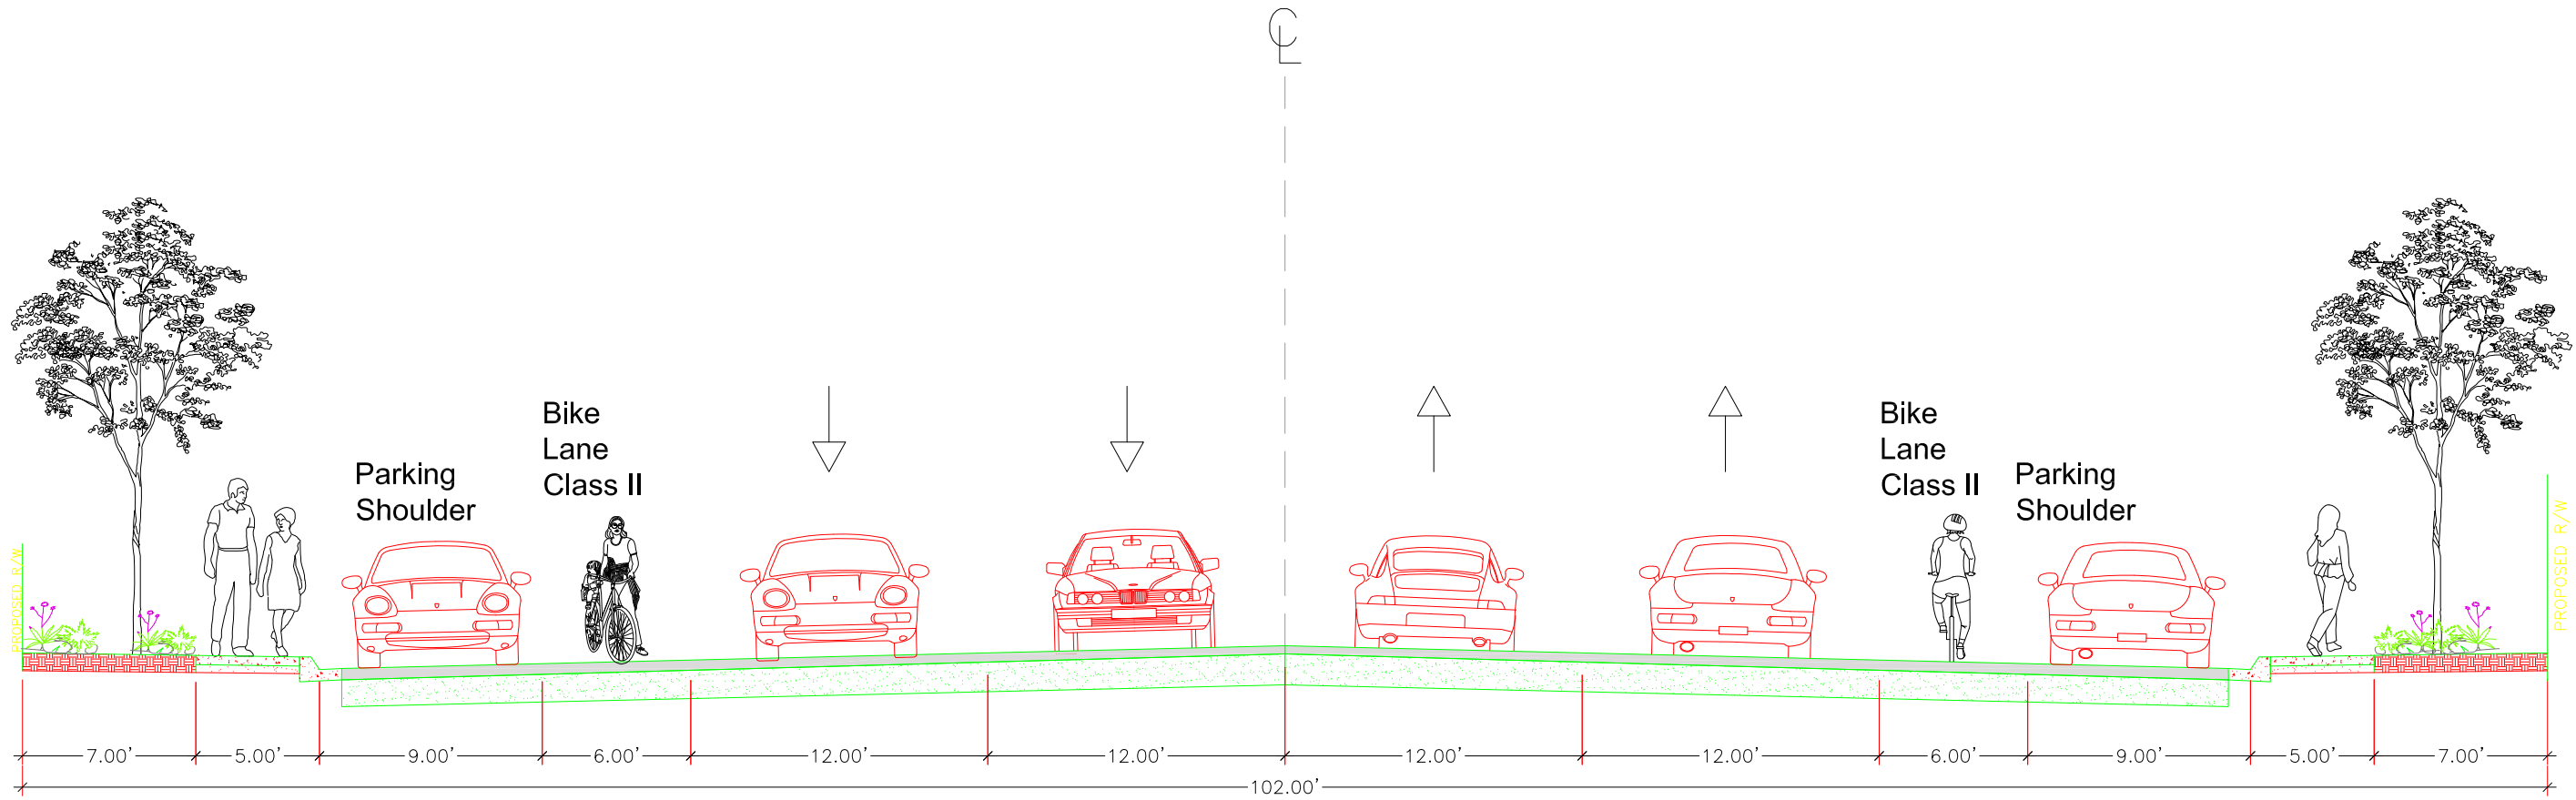 CL
Bike
Lane
Class II
Parking
Shoulder
Bike
Lane
Class II
Parking
Shoulder
PROPOSED R/W
PROPOSED R/W
7.00' 5.00' 9.00' 6.00' 12.00' 12.00' 12.00' 12.00' 6.00' 9.00' 5.00' 7.00'
102.00'